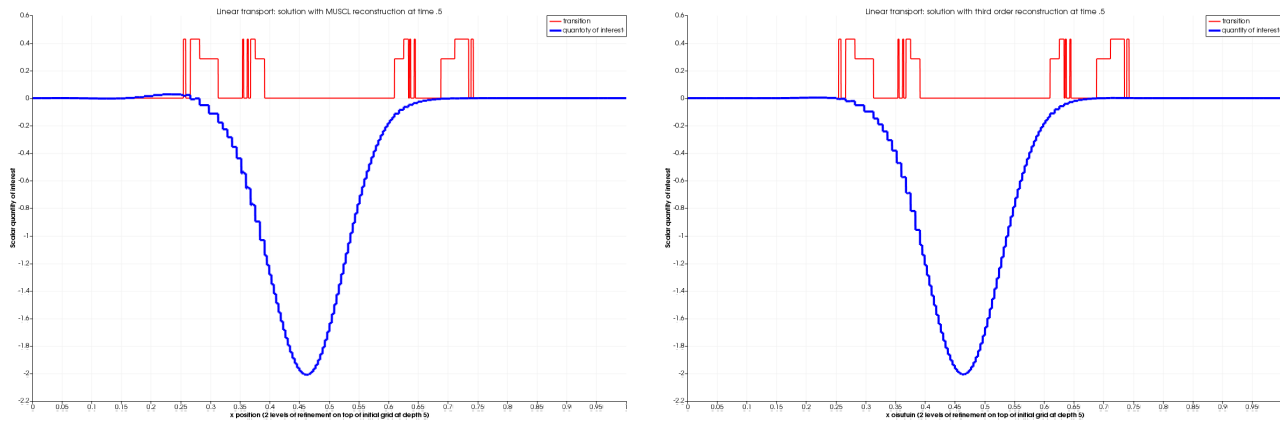 Linear transport: solution with MUSCL reconstruction at time .5
transition
quantoty of interest
0.6
0.4
0.2
0
-0.2
-0.4
-0.6
-0.8
-1
-1.2
-1.4
-1.6
-1.8
-2
-2.2
Scalar quantity of interest
0 0.05 0.1 0.15 0.2 0.25 0.3 0.35 0.4 0.45 0.5 0.55 0.6 0.65 0.7 0.75 0.8 0.85 0.9 0.95 1
x position (2 levels of refinement on top of initial grid at depth 5)
Linear transport: solution with third order reconstruction at time .5
transition
quantity of interest
0.6
0.4
0.2
0
-0.2
-0.4
-0.6
-0.8
-1
-1.2
-1.4
-1.6
-1.8
-2
-2.2
Scalar quantity of interest
0 0.05 0.1 0.15 0.2 0.25 0.3 0.35 0.4 0.45 0.5 0.55 0.6 0.65 0.7 0.75 0.8 0.85 0.9 0.95
x oisutuin (2 levels of refinement on top of initial grid at depth 5)